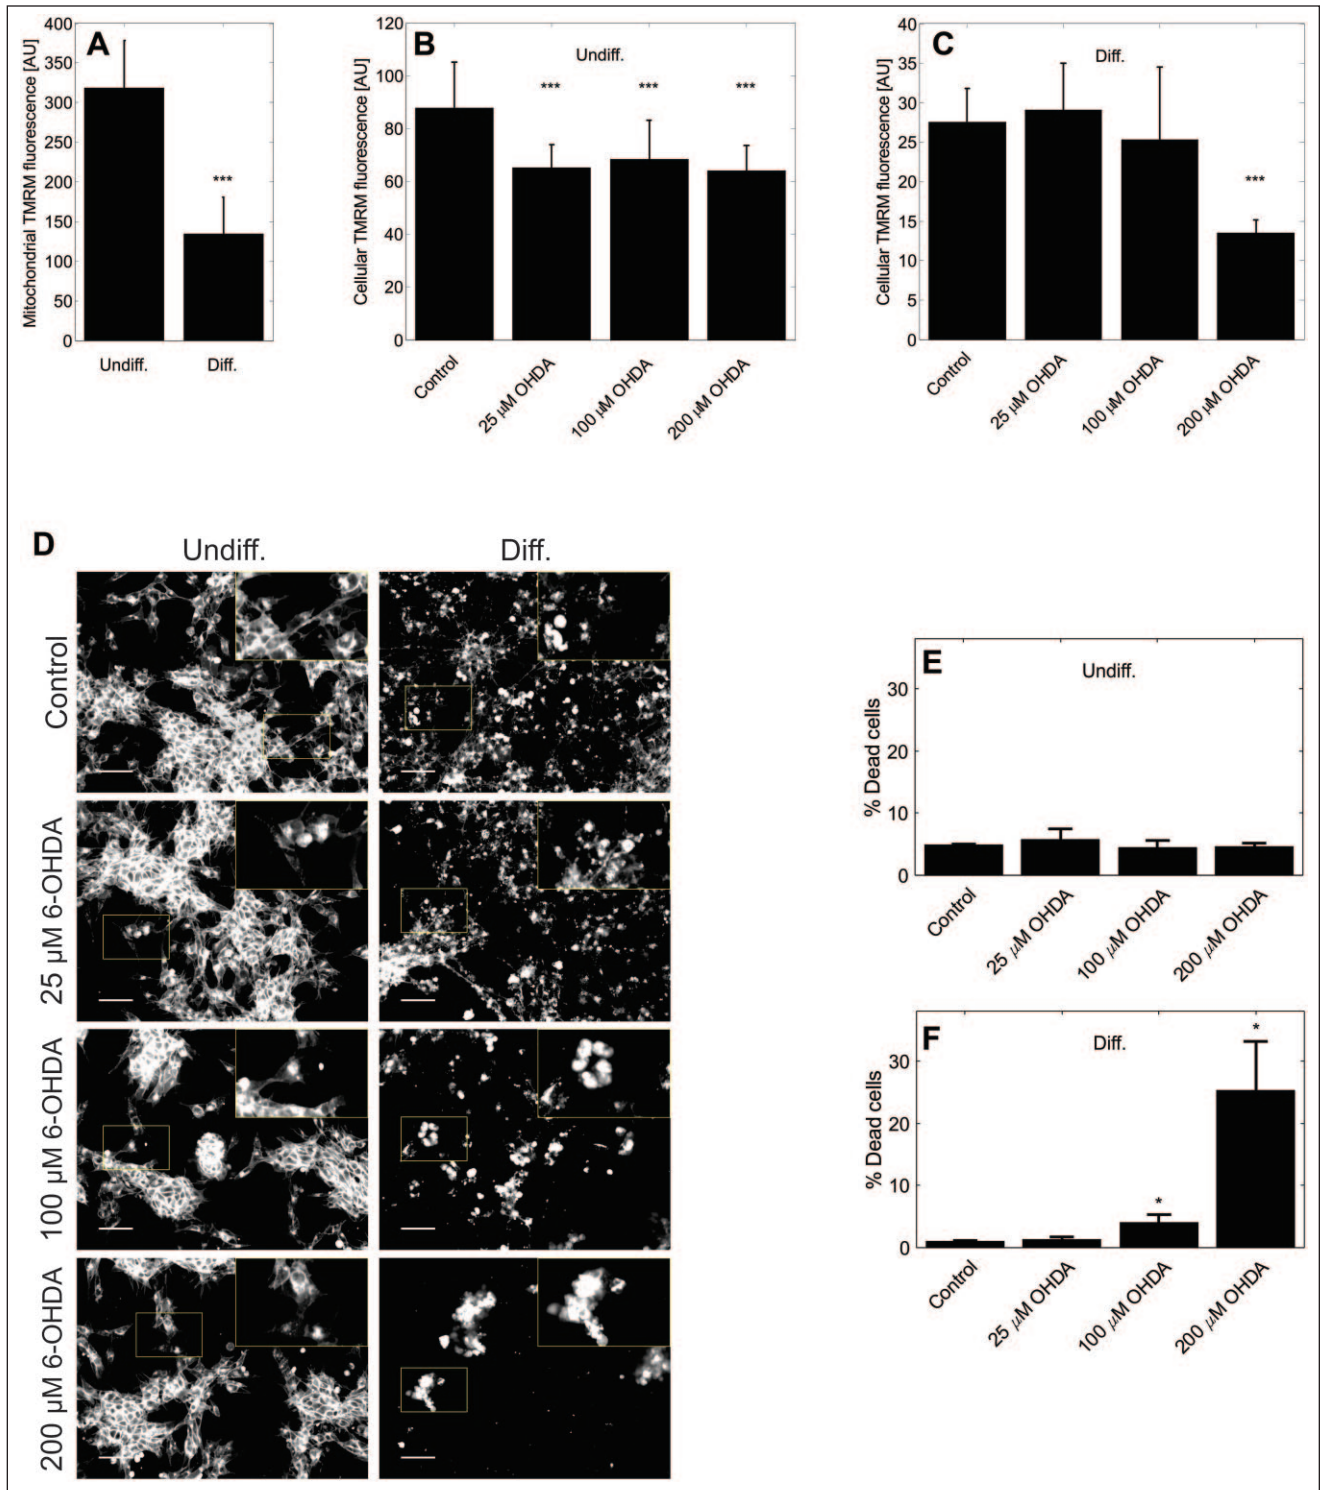 A
Mitochondrial TMRM fluorescence [AU]
400
350
300
250
200
150
100
50
0
***
Undiff.
Diff.
B
Undiff.
Cellular TMRM fluorescence [AU]
120
100
80
60
40
20
0
*** *** ***
Control
25 µM OHDA
100 µM OHDA
200 µM OHDA
C
Diff.
Cellular TMRM fluorescence [AU]
40
35
30
25
20
15
10
5
0
***
Control
25 µM OHDA
100 µM OHDA
200 µM OHDA
D
Undiff.
Diff.
Control
25 µM 6-OHDA
100 µM 6-OHDA
200 µM 6-OHDA
E
Undiff.
% Dead cells
30
20
10
0
Control
25 µM OHDA
100 µM OHDA
200 µM OHDA
F
Diff.
% Dead cells
30
20
10
0
*
*
Control
25 µM OHDA
100 µM OHDA
200 µM OHDA